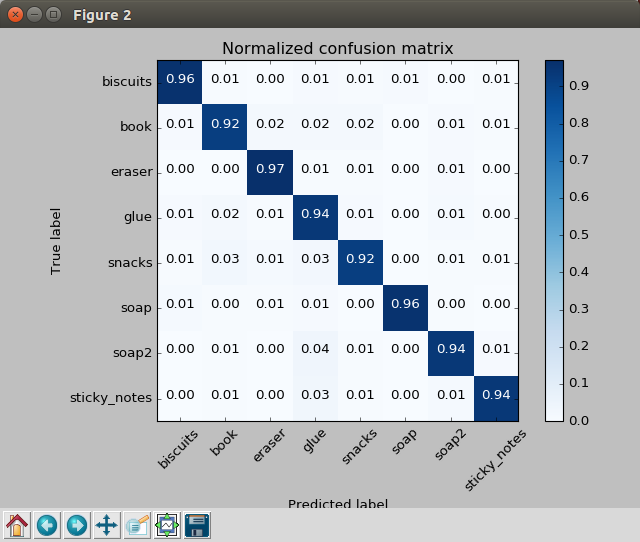 Figure 2
Normalized confusion matrix
biscuits 0.96 0.01 0.00 0.01 0.01 0.01 0.00 0.01
book 0.01 0.92 0.02 0.02 0.02 0.00 0.01 0.01
eraser 0.00 0.00 0.97 0.01 0.01 0.00 0.01 0.00
glue 0.01 0.02 0.01 0.94 0.01 0.00 0.01 0.01
snacks 0.01 0.03 0.01 0.03 0.92 0.00 0.01 0.01
soap 0.01 0.00 0.01 0.01 0.00 0.96 0.00 0.00
soap2 0.00 0.01 0.00 0.04 0.01 0.00 0.94 0.01
sticky_notes 0.00 0.01 0.00 0.03 0.01 0.00 0.01 0.94
True label
biscuits book eraser glue snacks soap soap2 sticky_notes
Predicted label
0.9
0.8
0.7
0.6
0.5
0.4
0.3
0.2
0.1
0.0